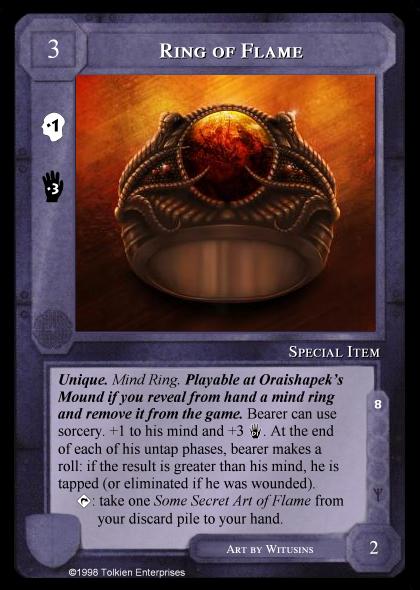 3
RING OF FLAME
1
3
SPECIAL ITEM
Unique. Mind Ring. Playable at Oraishapek's
Mound if you reveal from hand a mind ring
and remove it from the game. Bearer can use
sorcery. +1 to his mind and +3 . At the end
of each of his untap phases, bearer makes a
roll: if the result is greater than his mind, he is
tapped (or eliminated if he was wounded).
: take one Some Secret Art of Flame from
your discard pile to your hand.
8
ART BY WITUSINS
2
©1998 Tolkien Enterprises